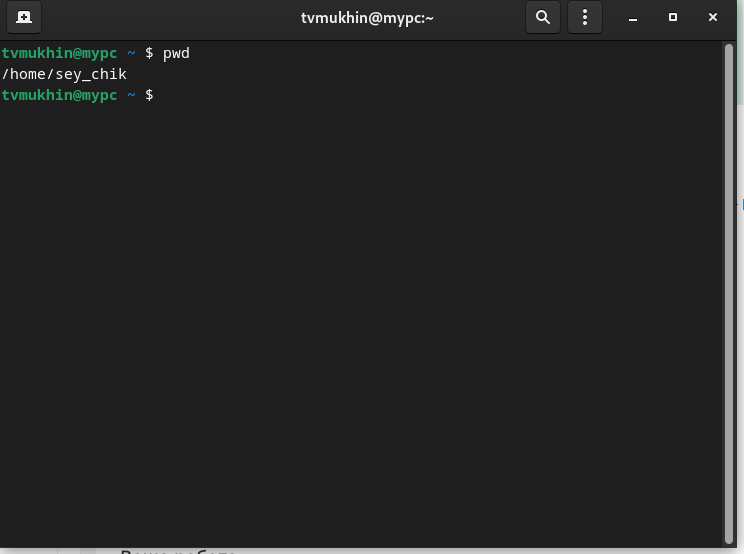 tvmukhin@mypc:~
tvmukhin@mypc ~ $ pwd
/home/sey_chik
tvmukhin@mypc ~ $